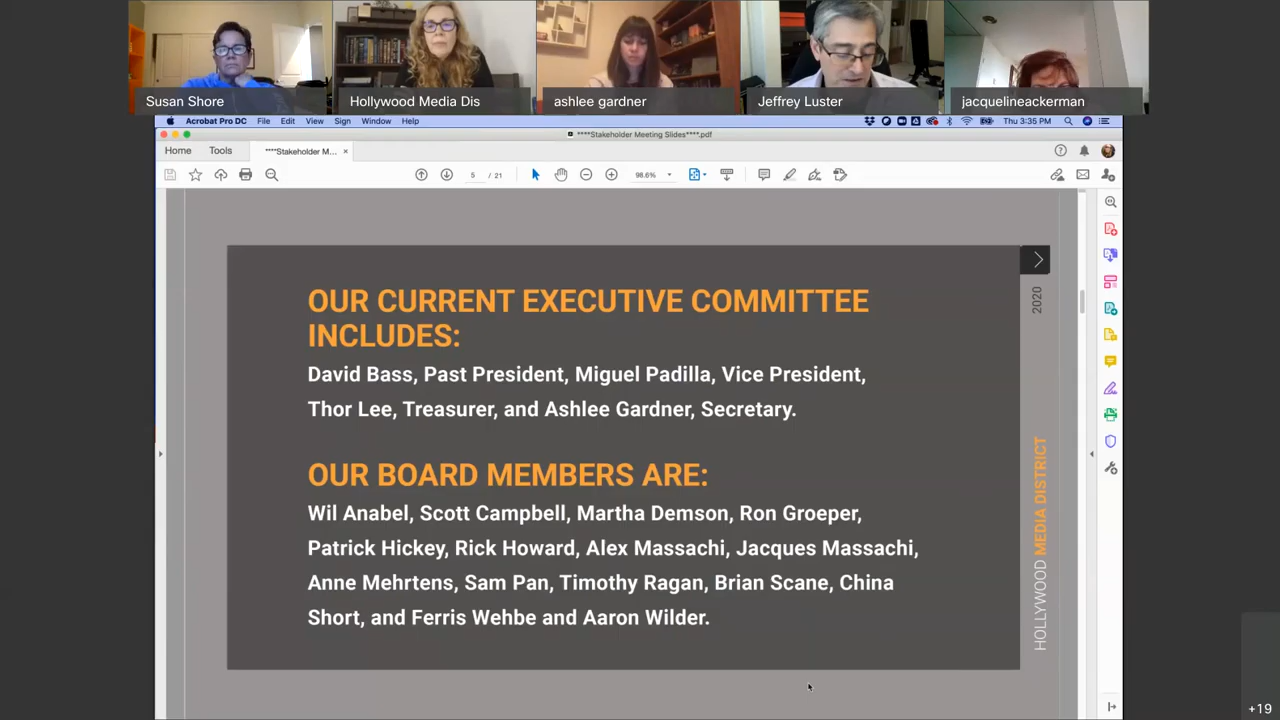 Susan Shore
Hollywood Media Dis
ashlee gardner
Jeffrey Luster
jacquelineackerman
Acrobat Pro DC File Edit View Sign Window Help
Thu 3:35 PM
****Stakeholder Meeting Slides****.pdf
Home Tools ****Stakeholder M... ×
5 / 21
98.6%
OUR CURRENT EXECUTIVE COMMITTEE
INCLUDES:
David Bass, Past President, Miguel Padilla, Vice President,
Thor Lee, Treasurer, and Ashlee Gardner, Secretary.
OUR BOARD MEMBERS ARE:
Wil Anabel, Scott Campbell, Martha Demson, Ron Groeper,
Patrick Hickey, Rick Howard, Alex Massachi, Jacques Massachi,
Anne Mehrtens, Sam Pan, Timothy Ragan, Brian Scane, China
Short, and Ferris Wehbe and Aaron Wilder.
2020
HOLLYWOOD MEDIA DISTRICT
+19